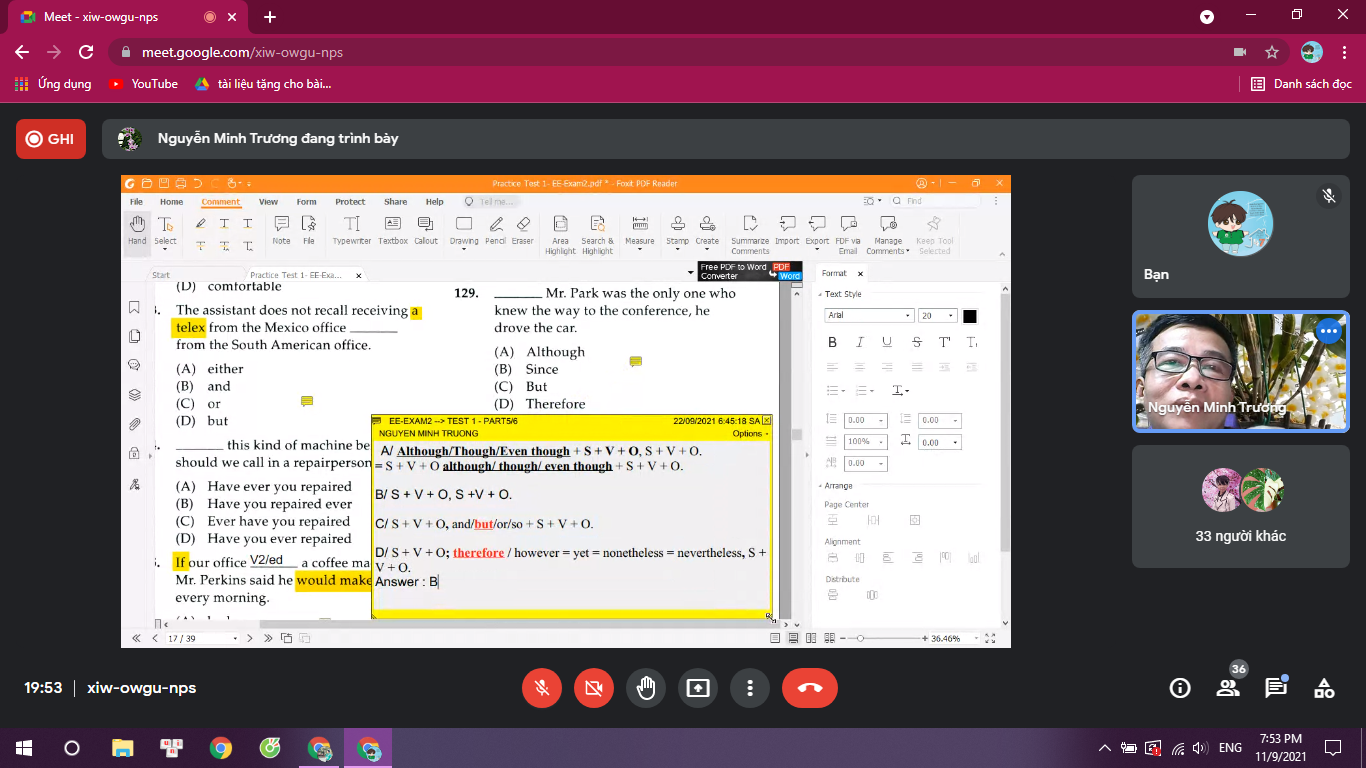 Meet - xiw-owgu-nps
meet.google.com/xiw-owgu-nps
Ứng dụng
YouTube
tài liệu tặng cho bài...
Danh sách đọc
GHI
Nguyễn Minh Trương đang trình bày
Practice Test 1- EE-Exam2.pdf * - Foxit PDF Reader
File Home Comment View Form Protect Share Help Tell me... Find
Hand Select Note File Typewriter Textbox Callout Drawing Pencil Eraser Area Highlight Search & Highlight Measure Stamp Create Summarize Comments Import Export FDF via Email Manage Comments Keep Tool Selected
Start
Practice Test 1- EE-Exa...
Free PDF to Word Converter
PDF
Word
(D) comfortable
The assistant does not recall receiving a
telex from the Mexico office ________
from the South American office.
(A) either
(B) and
(C) or
(D) but
________ this kind of machine be
should we call in a repairperson
(A) Have ever you repaired
(B) Have you repaired ever
(C) Ever have you repaired
(D) Have you ever repaired
If our office V2/ed a coffee ma
Mr. Perkins said he would make
every morning.
129. ________ Mr. Park was the only one who
knew the way to the conference, he
drove the car.
(A) Although
(B) Since
(C) But
(D) Therefore
EE-EXAM2 --> TEST 1 - PART5/6 22/09/2021 6:45:18 SA
NGUYEN MINH TRUONG Options
A/ Although/Though/Even though + S + V + O, S + V + O.
= S + V + O although/ though/ even though + S + V + O.
B/ S + V + O, S +V + O.
C/ S + V + O, and/but/or/so + S + V + O.
D/ S + V + O; therefore / however = yet = nonetheless = nevertheless, S +
V + O.
Answer : B
Format
Text Style
Arial 20
B I U S T T T
0.00 0.00
100% 0.00
0.00
Arrange
Page Center
Alignment
Distribute
17 / 39
36.46%
Bạn
Nguyễn Minh Trương
33 người khác
19:53 | xiw-owgu-nps
36
ENG
7:53 PM
11/9/2021